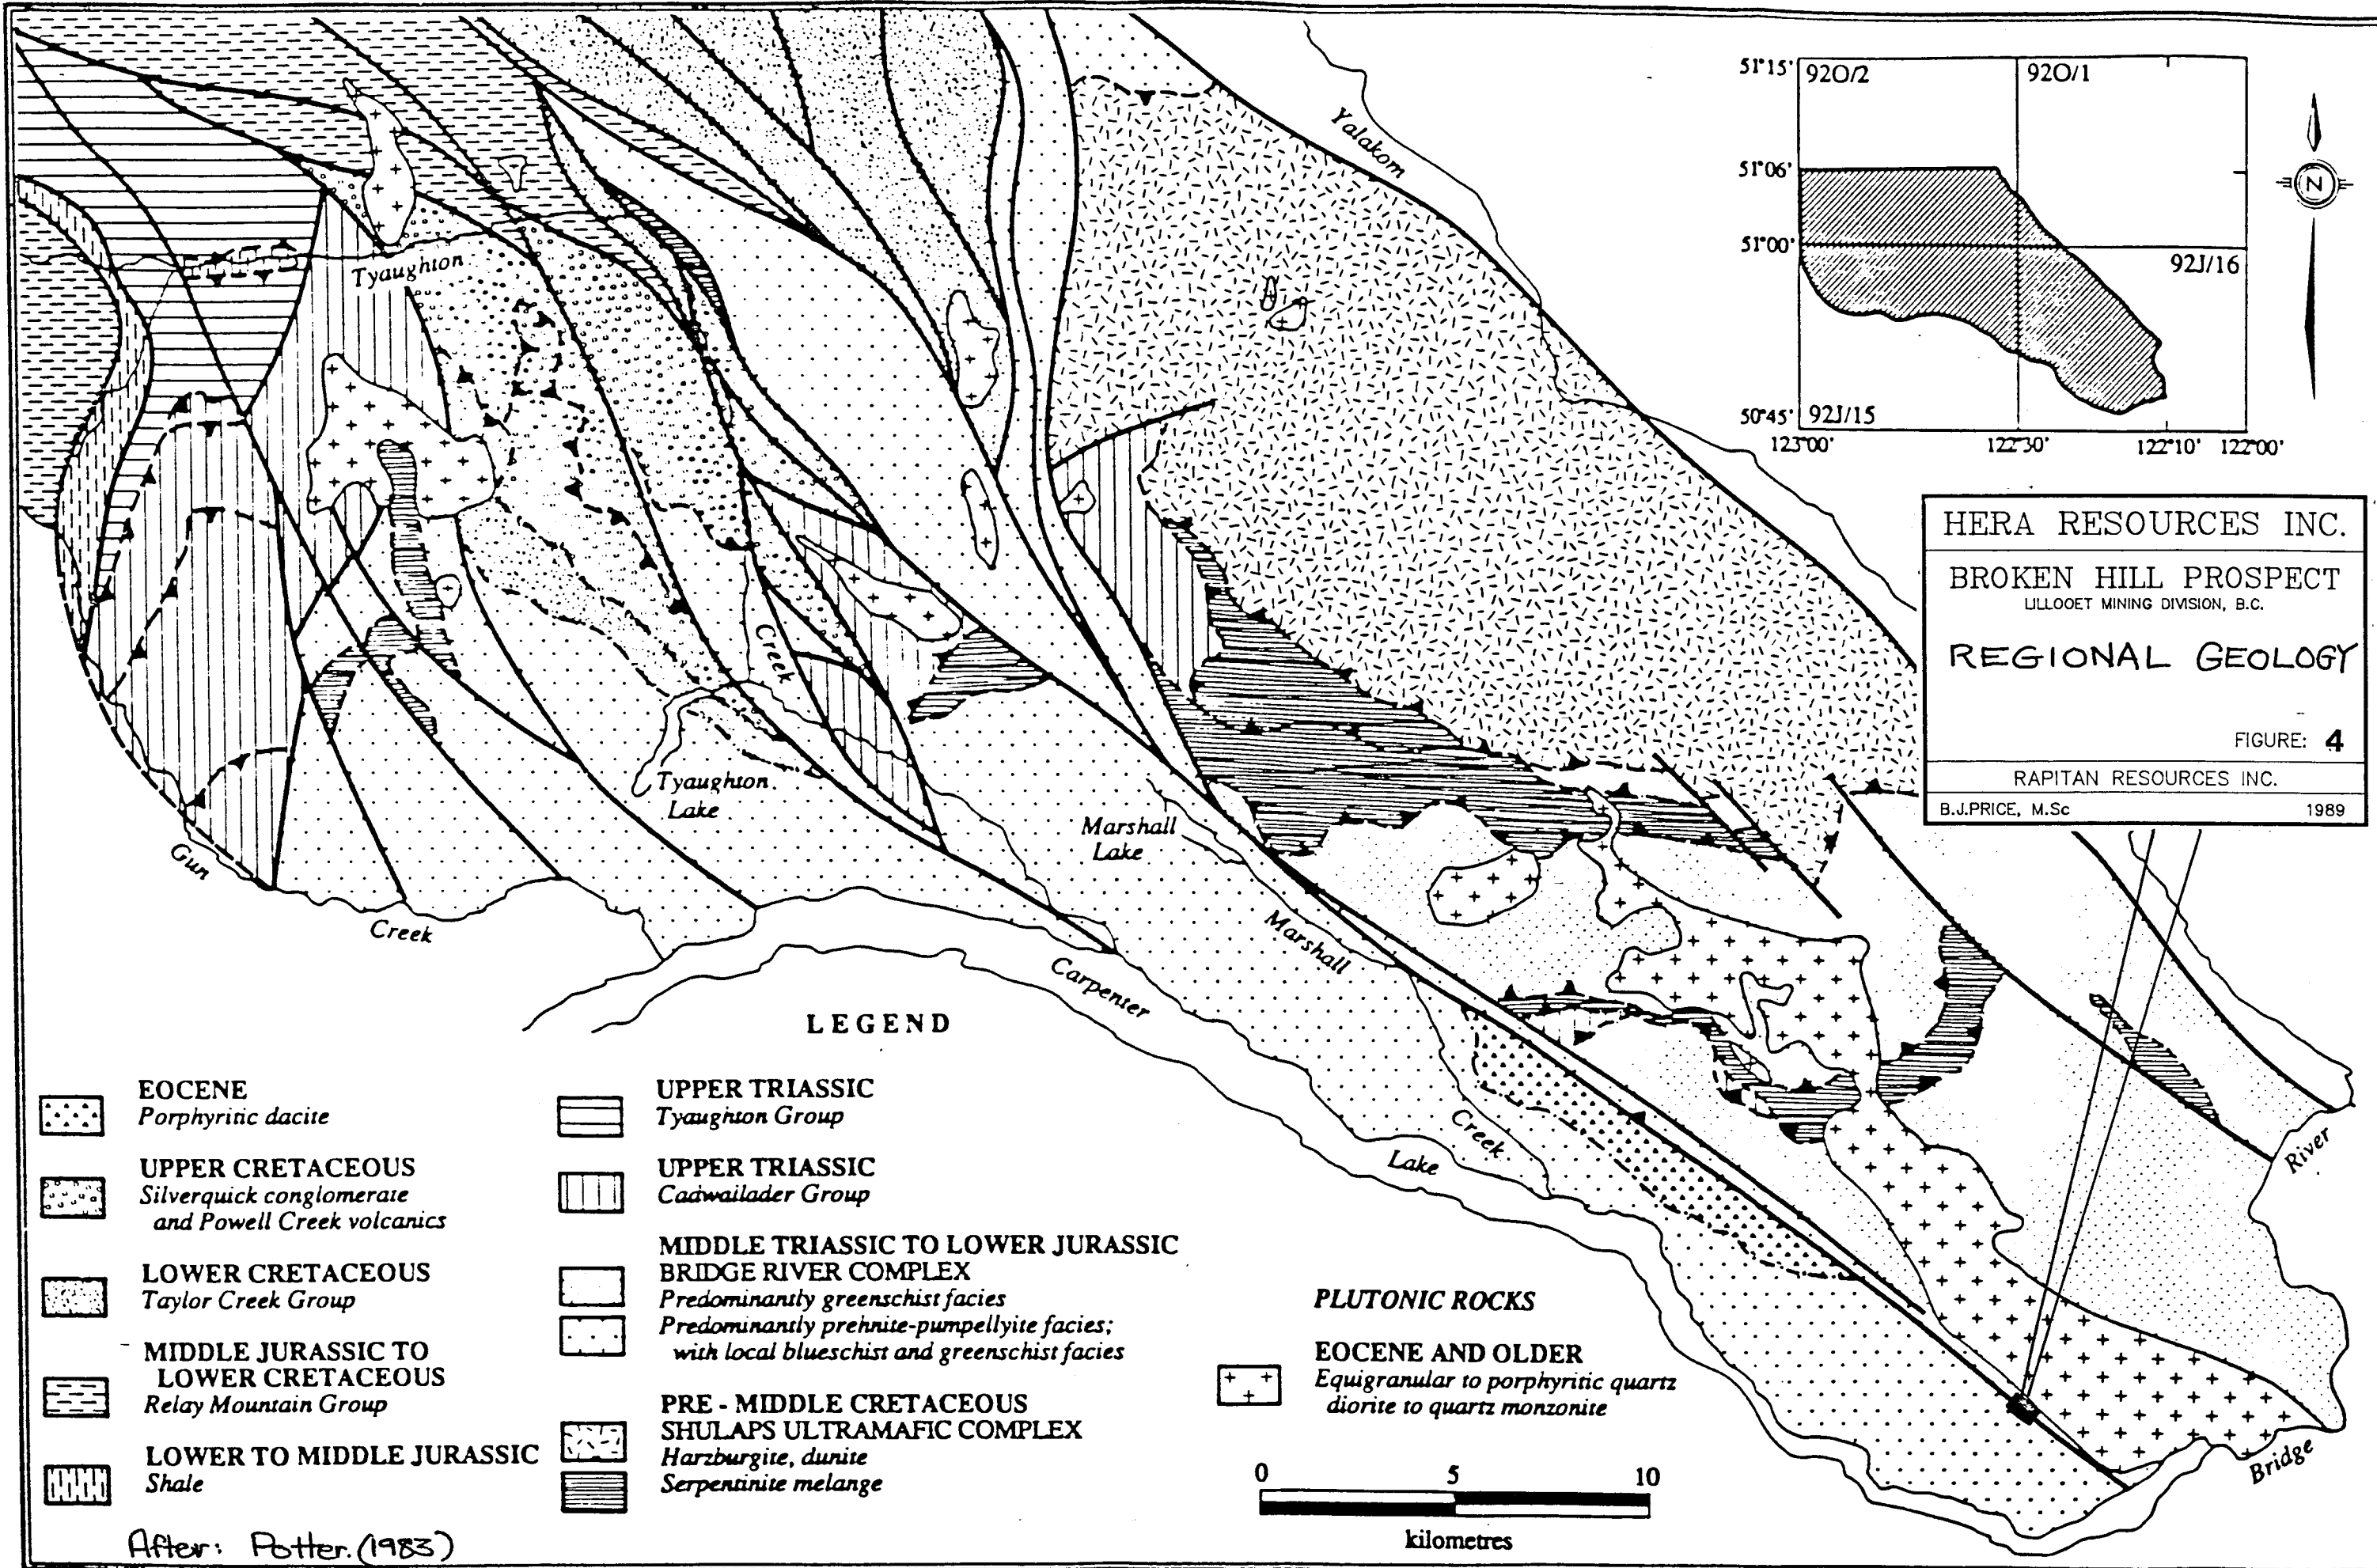 Yalakom
Tyaughton
Creek
Tyaughton
Lake
Marshall
Lake
Gun
Creek
Marshall
Creek
Carpenter
Lake
River
Bridge
51°15'
92O/2
92O/1
51°06'
51°00'
92J/16
50°45'
92J/15
123°00'
122°30'
122°10'
122°00'
N
HERA RESOURCES INC.
BROKEN HILL PROSPECT
LILLOOET MINING DIVISION, B.C.
REGIONAL GEOLOGY
FIGURE: 4
RAPITAN RESOURCES INC.
B.J.PRICE, M.Sc 1989
LEGEND
EOCENE
Porphyritic dacite
UPPER CRETACEOUS
Silverquick conglomerate
and Powell Creek volcanics
LOWER CRETACEOUS
Taylor Creek Group
MIDDLE JURASSIC TO
LOWER CRETACEOUS
Relay Mountain Group
LOWER TO MIDDLE JURASSIC
Shale
UPPER TRIASSIC
Tyaughton Group
UPPER TRIASSIC
Cadwallader Group
MIDDLE TRIASSIC TO LOWER JURASSIC
BRIDGE RIVER COMPLEX
Predominantly greenschist facies
Predominantly prehnite-pumpellyite facies;
with local blueschist and greenschist facies
PRE - MIDDLE CRETACEOUS
SHULAPS ULTRAMAFIC COMPLEX
Harzburgite, dunite
Serpentinite melange
PLUTONIC ROCKS
EOCENE AND OLDER
Equigranular to porphyritic quartz
diorite to quartz monzonite
0 5 10
kilometres
After: Potter. (1983)